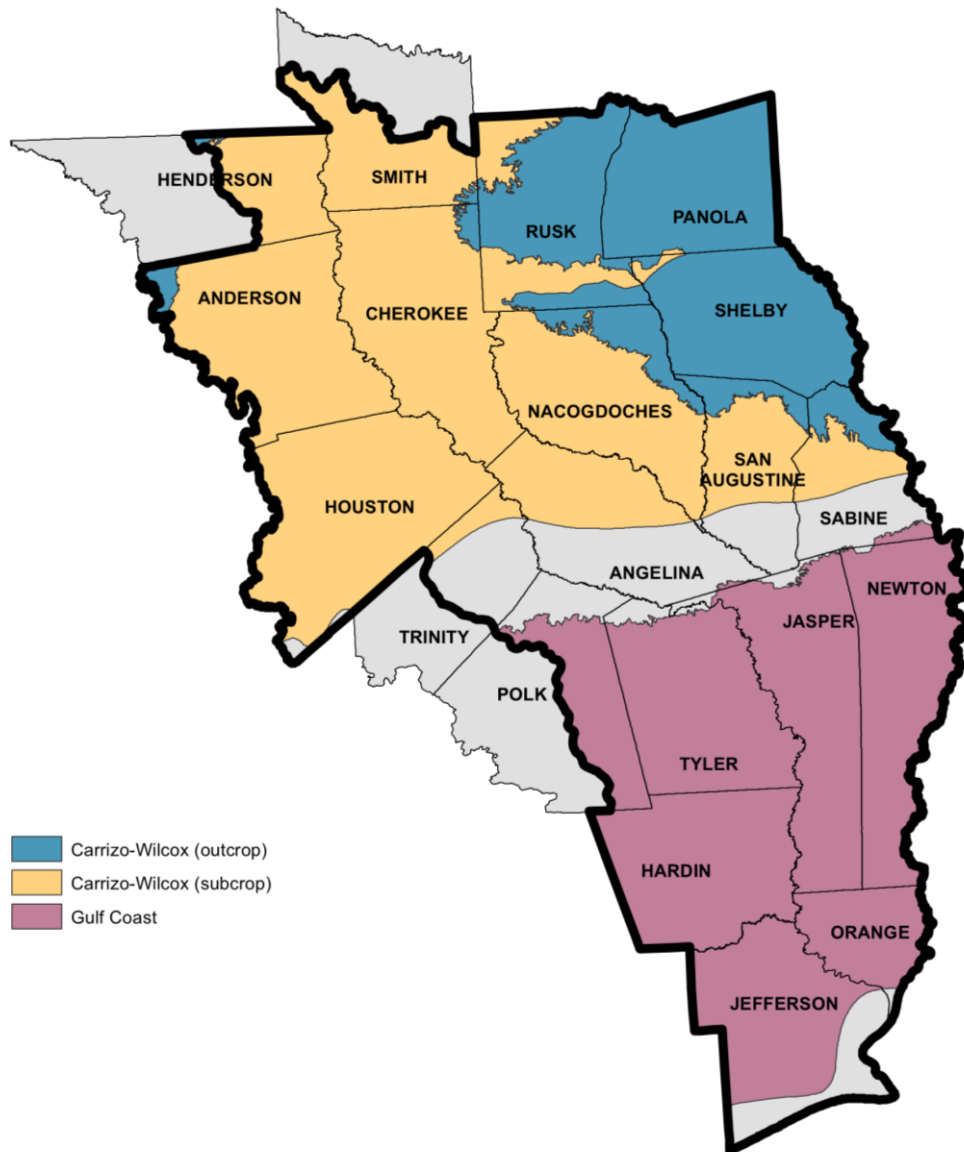 HENDERSON
SMITH
RUSK
PANOLA
ANDERSON
CHEROKEE
SHELBY
NACOGDOCHES
SAN
AUGUSTINE
HOUSTON
SABINE
ANGELINA
NEWTON
JASPER
TRINITY
POLK
TYLER
Carrizo-Wilcox (outcrop)
Carrizo-Wilcox (subcrop)
Gulf Coast
HARDIN
ORANGE
JEFFERSON